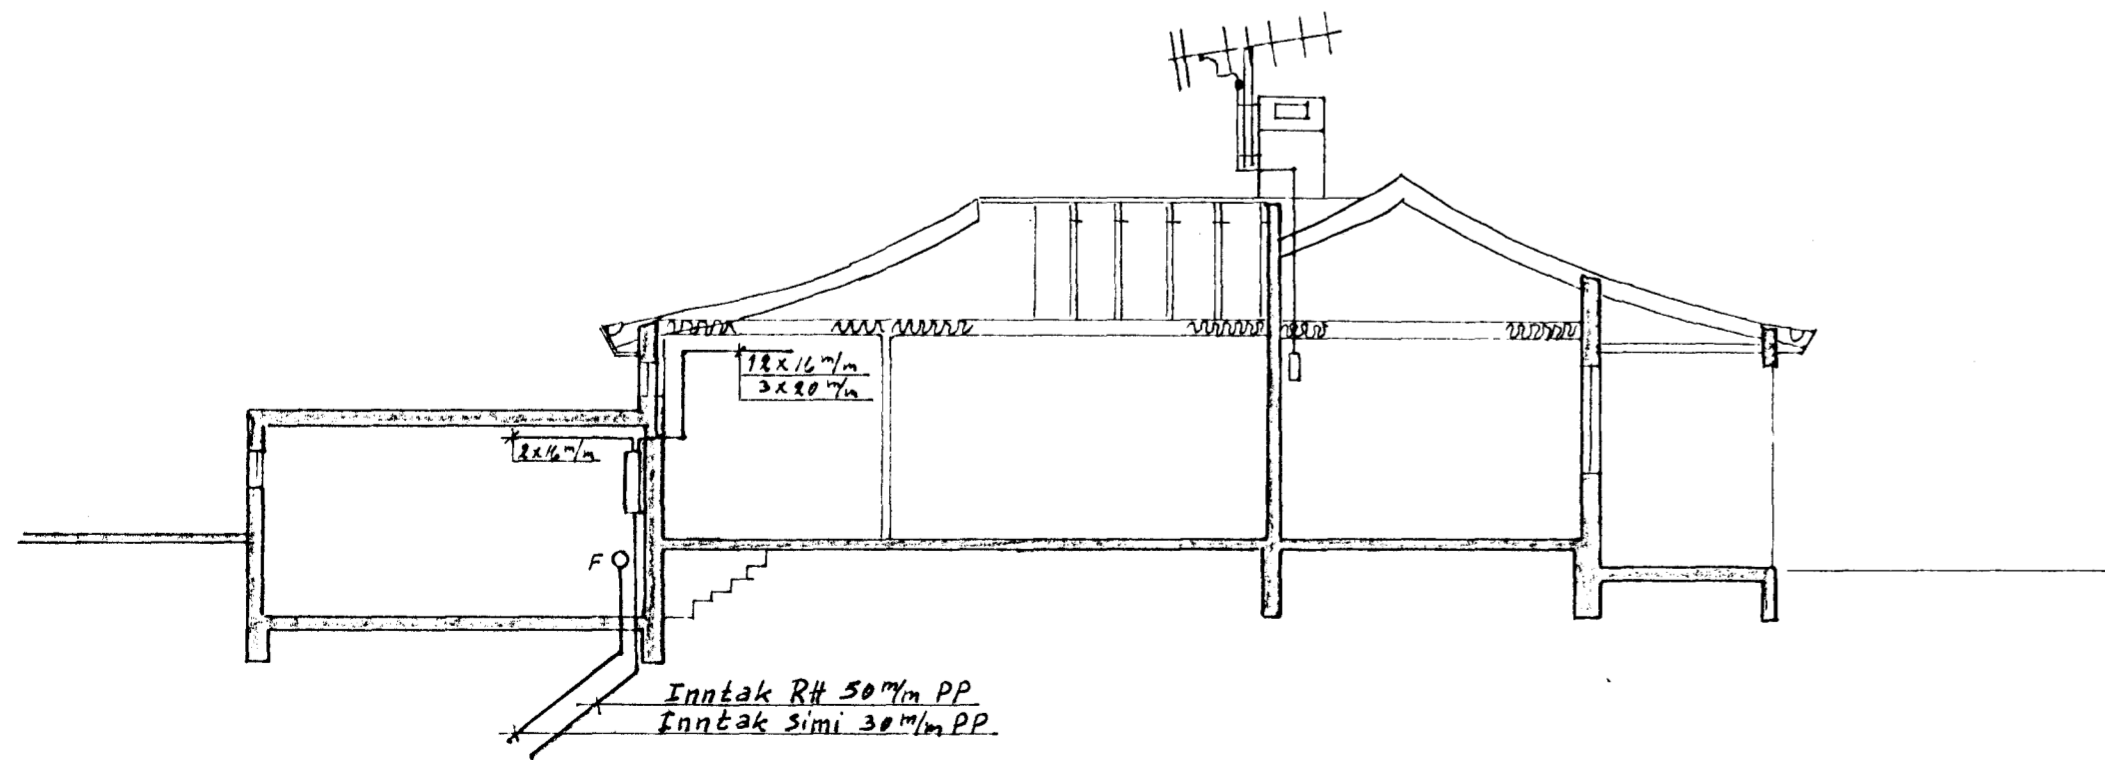 12×16 m/m
3×20 m/m
2×16 m/m
F
Inntak RH 50 m/m PP
Inntak Simi 30 m/m PP